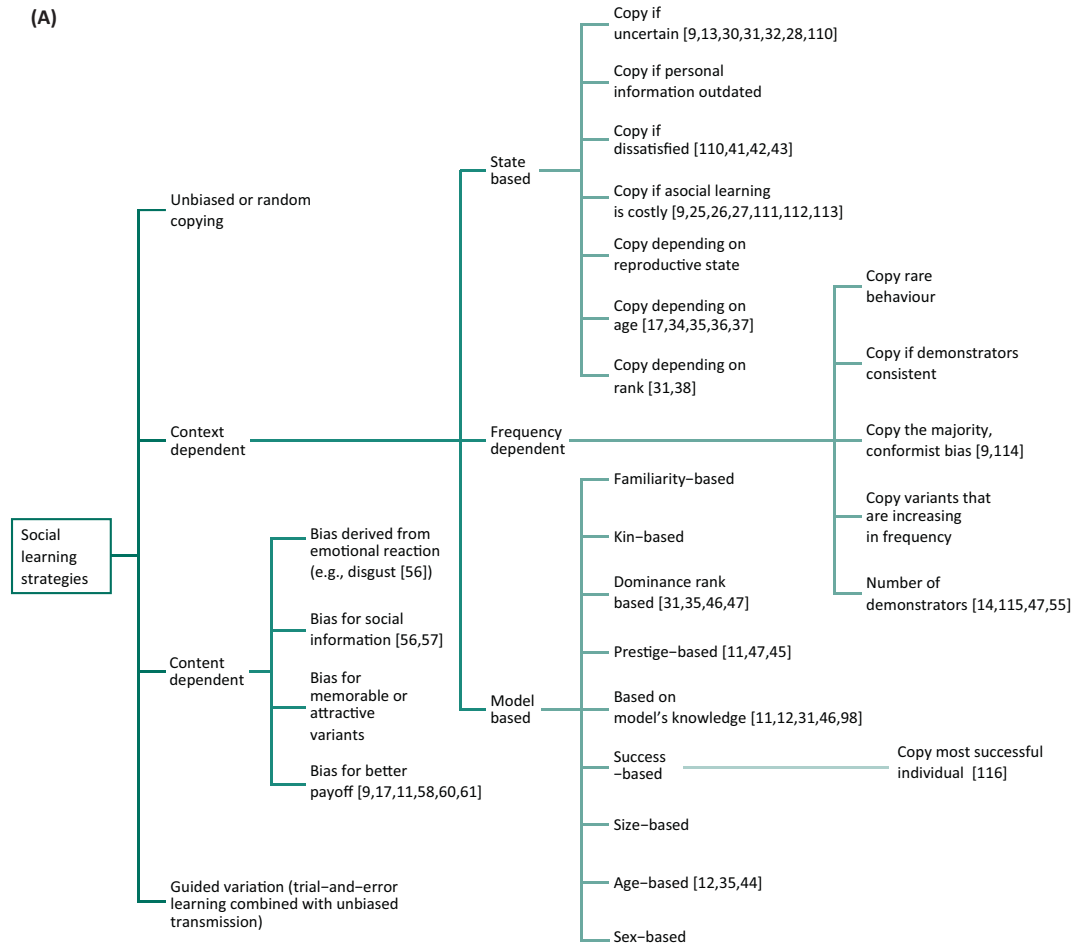 (A)
Social
learning
strategies
Unbiased or random
copying
Context
dependent
Content
dependent
Guided variation (trial−and−error
learning combined with unbiased
transmission)
Bias derived from
emotional reaction
(e.g., disgust [56])
Bias for social
information [56,57]
Bias for
memorable or
attractive
variants
Bias for better
payoff [9,17,11,58,60,61]
State
based
Frequency
dependent
Model
based
Copy if
uncertain [9,13,30,31,32,28,110]
Copy if personal
information outdated
Copy if
dissatisfied [110,41,42,43]
Copy if asocial learning
is costly [9,25,26,27,111,112,113]
Copy depending on
reproductive state
Copy depending on
age [17,34,35,36,37]
Copy depending on
rank [31,38]
Copy rare
behaviour
Copy if demonstrators
consistent
Copy the majority,
conformist bias [9,114]
Copy variants that
are increasing
in frequency
Number of
demonstrators [14,115,47,55]
Familiarity−based
Kin−based
Dominance rank
based [31,35,46,47]
Prestige−based [11,47,45]
Based on
model’s knowledge [11,12,31,46,98]
Success
−based
Copy most successful
individual [116]
Size−based
Age−based [12,35,44]
Sex−based